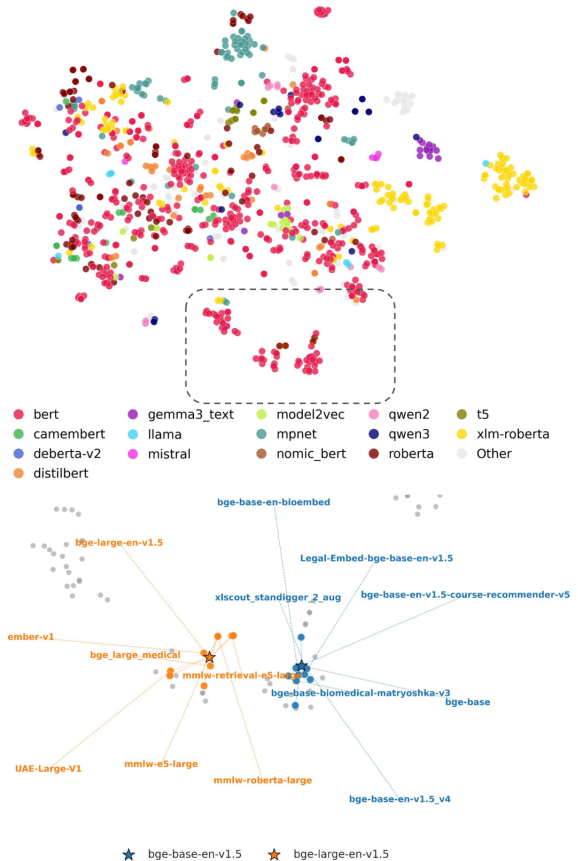 bert
gemma3_text
model2vec
qwen2
t5
camembert
llama
mpnet
qwen3
xlm-roberta
deberta-v2
mistral
nomic_bert
roberta
Other
distilbert
bge-base-en-bioembed
bge-large-en-v1.5
Legal-Embed-bge-base-en-v1.5
xlscout_standigger_2_aug
bge-base-en-v1.5-course-recommender-v5
ember-v1
bge_large_medical
mmlw-retrieval-e5-large
bge-base-biomedical-matryoshka-v3
bge-base
UAE-Large-V1
mmlw-e5-large
mmlw-roberta-large
bge-base-en-v1.5_v4
bge-base-en-v1.5
bge-large-en-v1.5